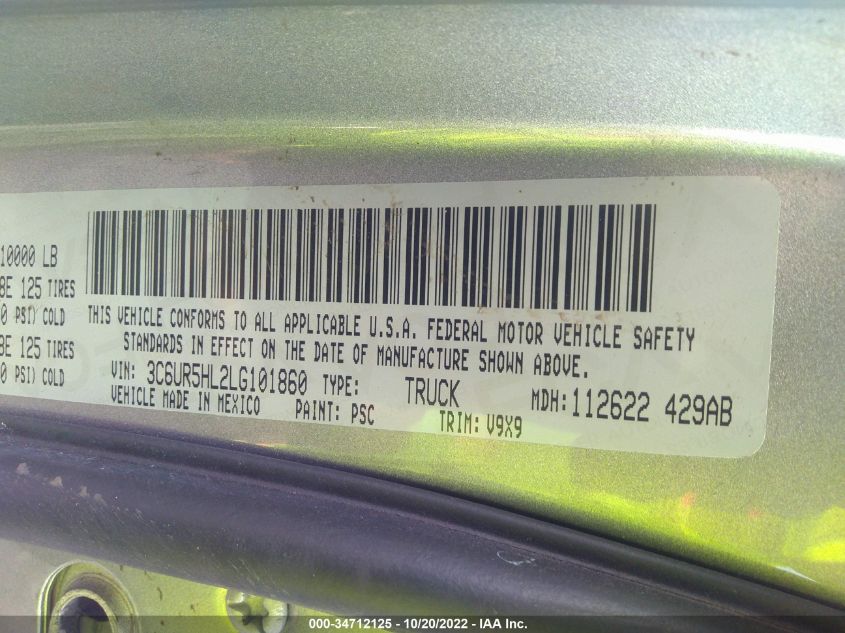 10000 LB
8E 125 TIRES
0 PSI) COLD
8E 125 TIRES
0 PSI) COLD
THIS VEHICLE CONFORMS TO ALL APPLICABLE U.S.A. FEDERAL MOTOR VEHICLE SAFETY
STANDARDS IN EFFECT ON THE DATE OF MANUFACTURE SHOWN ABOVE.
VIN: 3C6UR5HL2LG101860 TYPE: TRUCK MDH: 112622 429AB
VEHICLE MADE IN MEXICO PAINT: PSC TRIM: V9X9
000-34712125 - 10/20/2022 - IAA Inc.